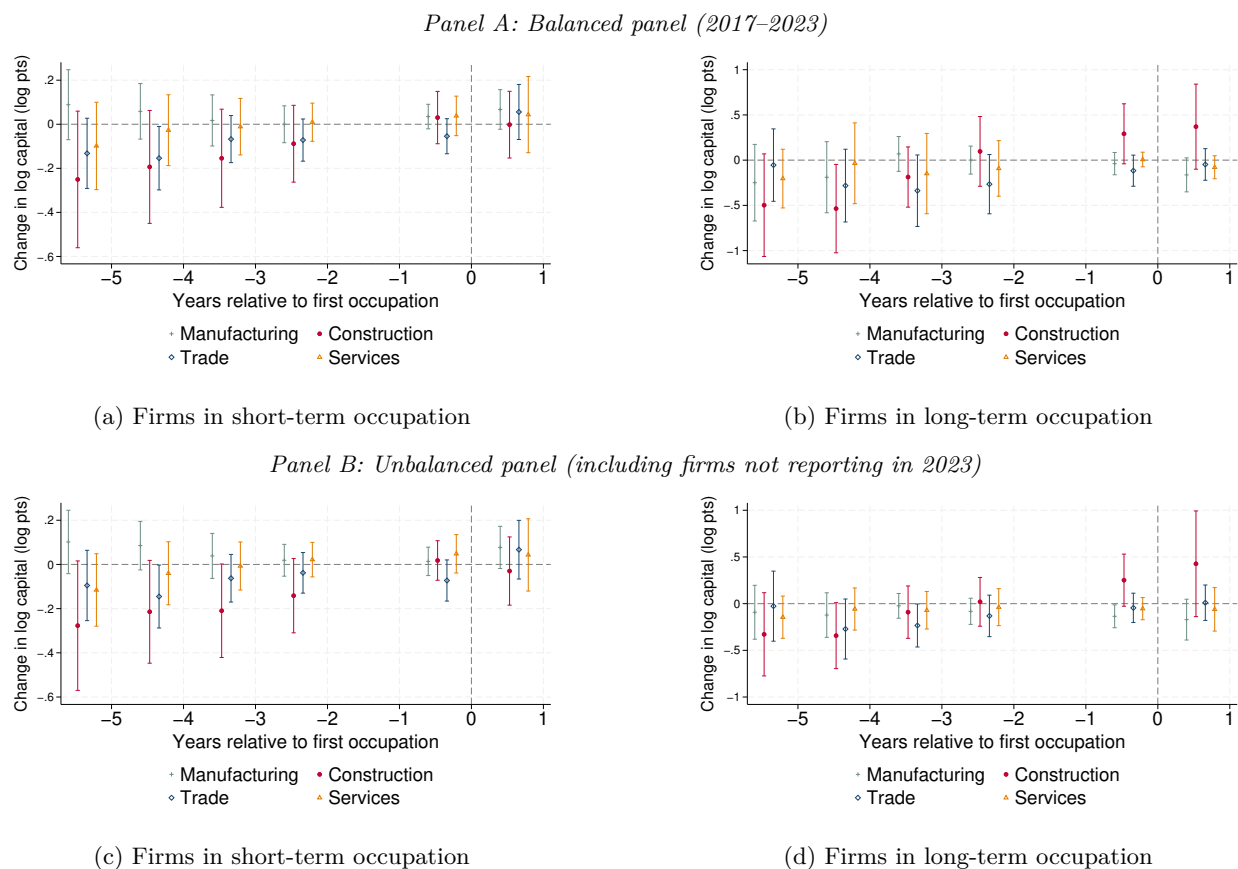 Panel A: Balanced panel (2017–2023)
Change in log capital (log pts)
.2
0
-.2
-.4
-.6
−5 −4 −3 −2 −1 0 1
Years relative to first occupation
Manufacturing Construction
Trade Services
(a) Firms in short-term occupation
Change in log capital (log pts)
1
.5
0
-.5
-1
−5 −4 −3 −2 −1 0 1
Years relative to first occupation
Manufacturing Construction
Trade Services
(b) Firms in long-term occupation
Panel B: Unbalanced panel (including firms not reporting in 2023)
Change in log capital (log pts)
.2
0
-.2
-.4
-.6
−5 −4 −3 −2 −1 0 1
Years relative to first occupation
Manufacturing Construction
Trade Services
(c) Firms in short-term occupation
Change in log capital (log pts)
1
.5
0
-.5
-1
−5 −4 −3 −2 −1 0 1
Years relative to first occupation
Manufacturing Construction
Trade Services
(d) Firms in long-term occupation